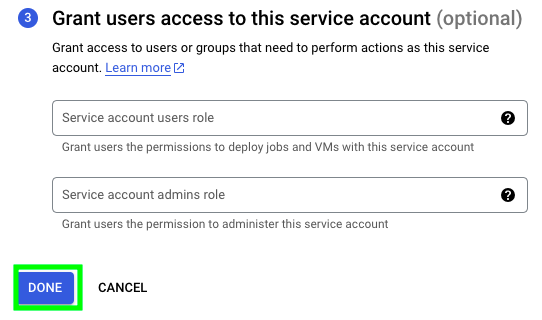 3 Grant users access to this service account (optional)
Grant access to users or groups that need to perform actions as this service
account. Learn more
Service account users role ?
Grant users the permissions to deploy jobs and VMs with this service account
Service account admins role ?
Grant users the permission to administer this service account
DONE CANCEL